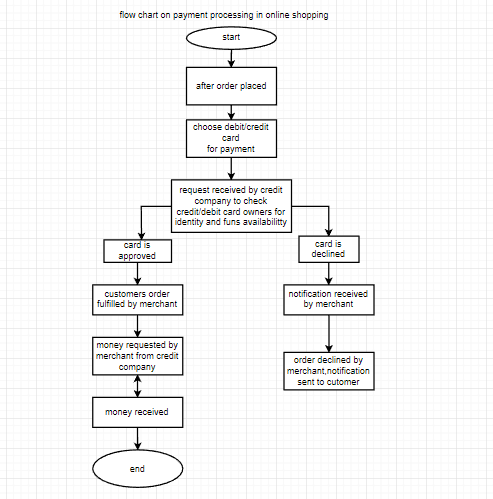 flow chart on payment processing in online shopping
start
after order placed
choose debit/credit
card
for payment
request received by credit
company to check
credit/debit card owners for
identity and funs availabilitty
card is
approved
card is
declined
customers order
fulfilled by merchant
notification received
by merchant
money requested by
merchant from credit
company
order declined by
merchant,notification
sent to cutomer
money received
end